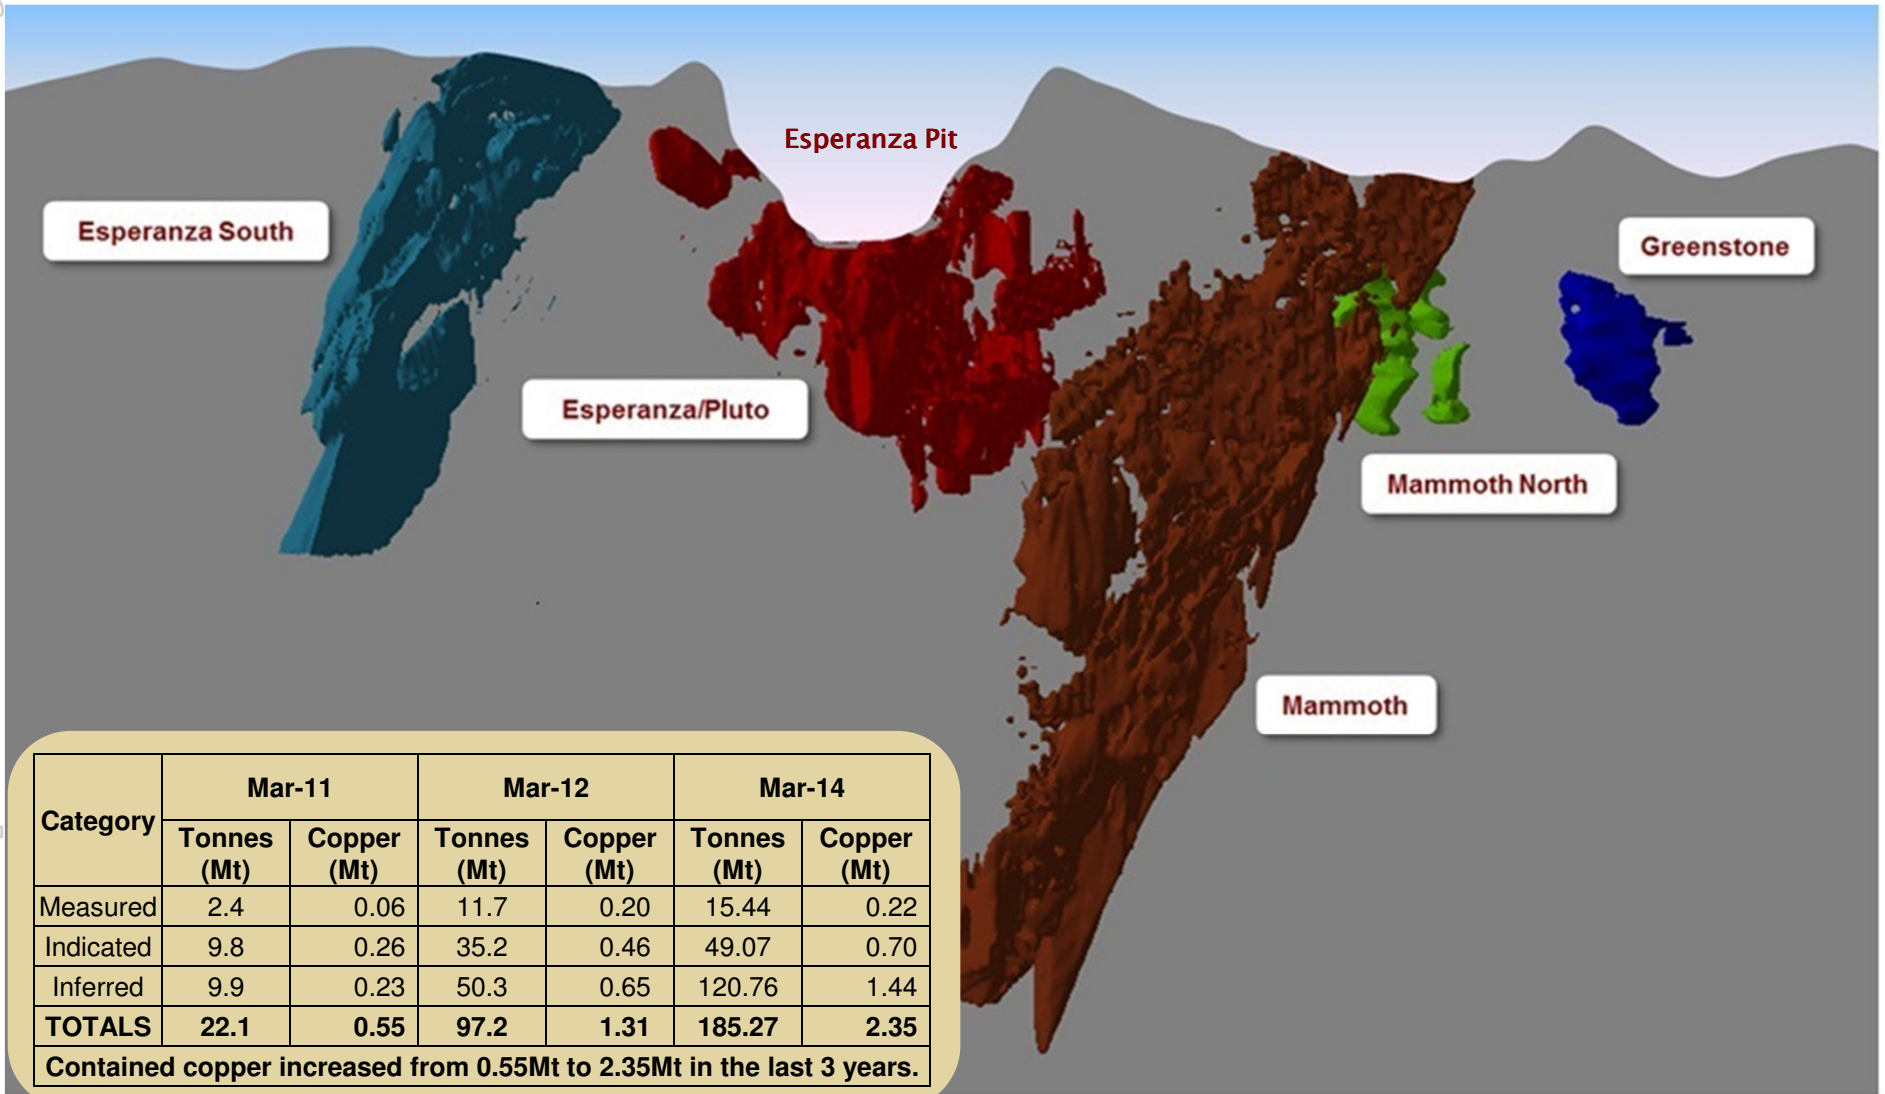 Esperanza Pit
Esperanza South
Greenstone
Esperanza/Pluto
Mammoth North
Mammoth
Category Mar-11 Mar-12 Mar-14
Tonnes (Mt) Copper (Mt) Tonnes (Mt) Copper (Mt) Tonnes (Mt) Copper (Mt)
Measured 2.4 0.06 11.7 0.20 15.44 0.22
Indicated 9.8 0.26 35.2 0.46 49.07 0.70
Inferred 9.9 0.23 50.3 0.65 120.76 1.44
TOTALS 22.1 0.55 97.2 1.31 185.27 2.35
Contained copper increased from 0.55Mt to 2.35Mt in the last 3 years.